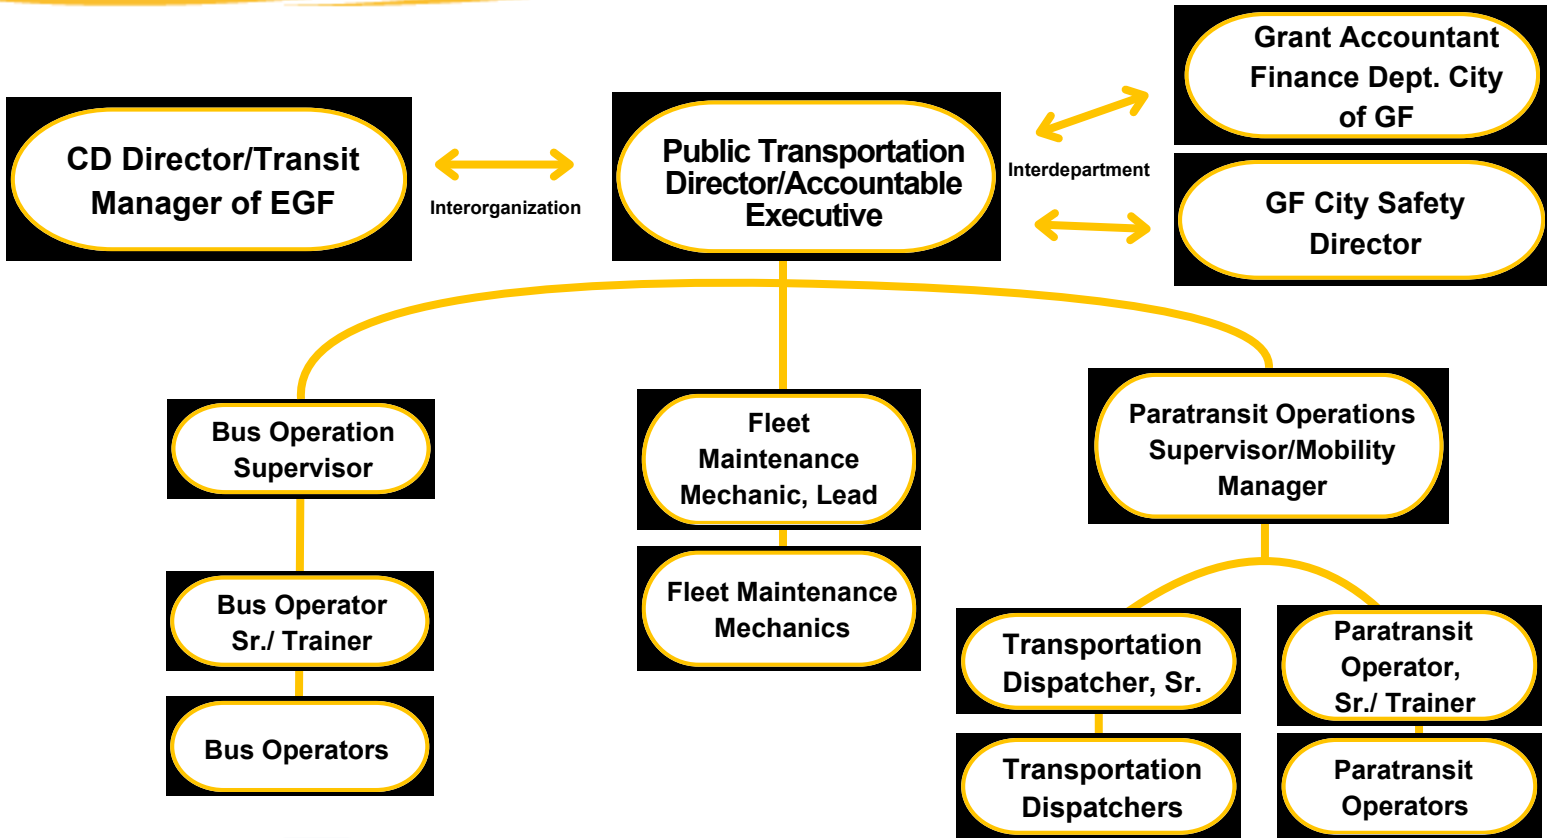 Grant Accountant
Finance Dept. City
of GF
CD Director/Transit
Manager of EGF
Interorganization
Public Transportation
Director/Accountable
Executive
Interdepartment
GF City Safety
Director
Bus Operation
Supervisor
Fleet
Maintenance
Mechanic, Lead
Paratransit Operations
Supervisor/Mobility
Manager
Bus Operator
Sr./ Trainer
Fleet Maintenance
Mechanics
Transportation
Dispatcher, Sr.
Paratransit
Operator,
Sr./ Trainer
Bus Operators
Transportation
Dispatchers
Paratransit
Operators